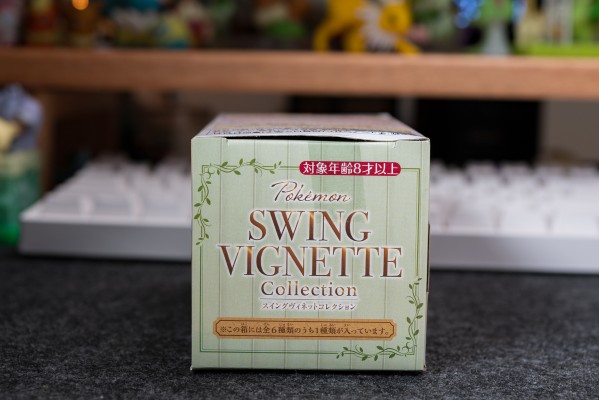 対象年齢8才以上
Pokémon
SWING
VIGNETTE
Collection
スイングヴィネットコレクション
※この箱には全6種類のうち1種類が入っています。